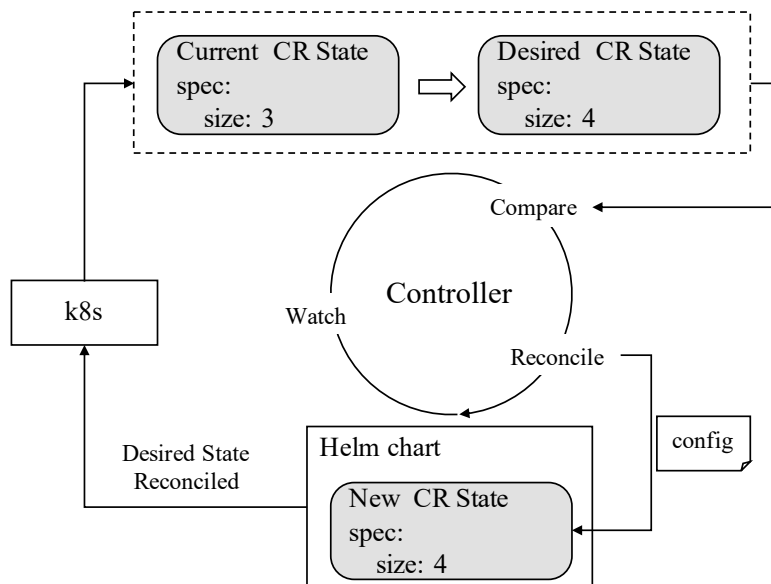 Current CR State
spec:
size: 3
Desired CR State
spec:
size: 4
Compare
Controller
Watch
k8s
Reconcile
config
Helm chart
Desired State
Reconciled
New CR State
spec:
size: 4